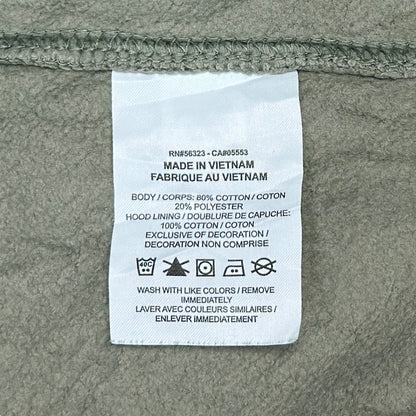 RN#56323 - CA#05553
MADE IN VIETNAM
FABRIQUE AU VIETNAM
BODY / CORPS: 80% COTTON / COTON
20% POLYESTER
HOOD LINING / DOUBLURE DE CAPUCHE:
100% COTTON / COTON
EXCLUSIVE OF DECORATION /
DECORATION NON COMPRISE
40C
WASH WITH LIKE COLORS / REMOVE
IMMEDIATELY
LAVER AVEC COULEURS SIMILAIRES /
ENLEVER IMMEDIATEMENT